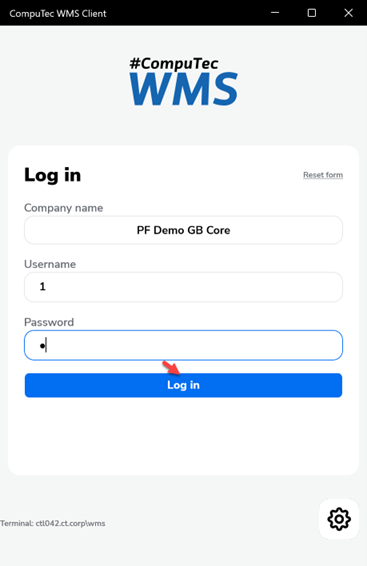 CompuTec WMS Client
#CompuTec
WMS
Log in
Reset form
Company name
PF Demo GB Core
Username
1
Password
Log in
Terminal: ctl042.ct.corp\wms